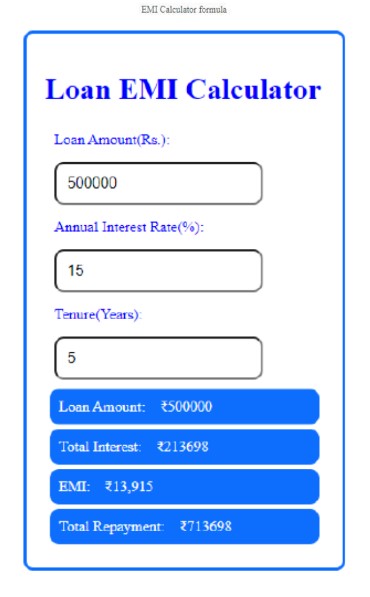 EMI Calculator formula
Loan EMI Calculator
Loan Amount(Rs.):
500000
Annual Interest Rate(%):
15
Tenure(Years):
5
Loan Amount: ₹500000
Total Interest: ₹213698
EMI: ₹13,915
Total Repayment: ₹713698